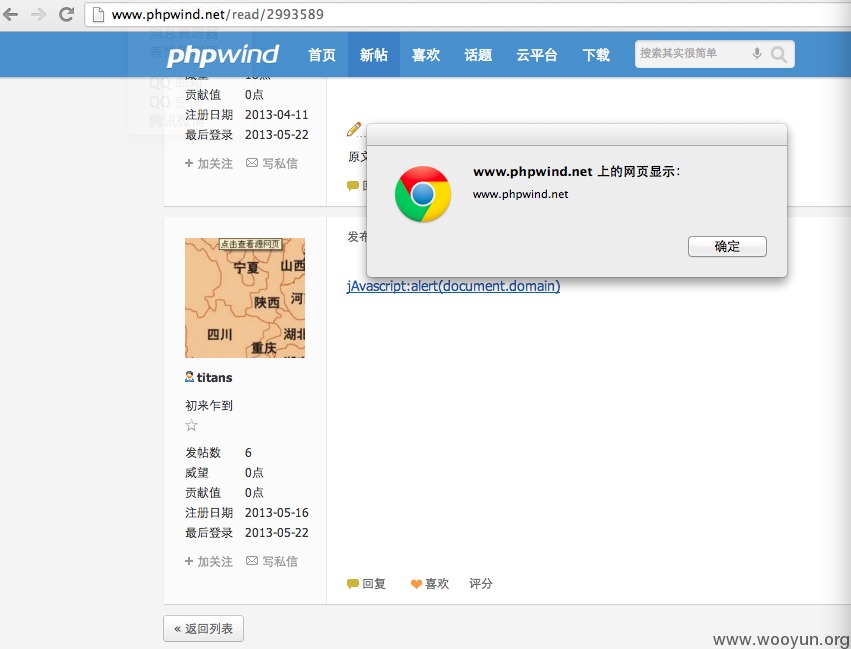 www.phpwind.net/read/2993589
phpwind
首页 新帖 喜欢 话题 云平台 下载
搜索其实很简单
威望 10点
贡献值 0点
注册日期 2013-04-11
最后登录 2013-05-22
+ 加关注 写私信
原文
www.phpwind.net 上的网页显示：
www.phpwind.net
确定
发布
jAvascript:alert(document.domain)
点击查看原网页
宁夏 山西
陕西 河
四川 湖北
重庆
titans
初来乍到
发帖数 6
威望 0点
贡献值 0点
注册日期 2013-05-16
最后登录 2013-05-22
+ 加关注 写私信
回复 喜欢 评分
« 返回列表
www.wooyun.org